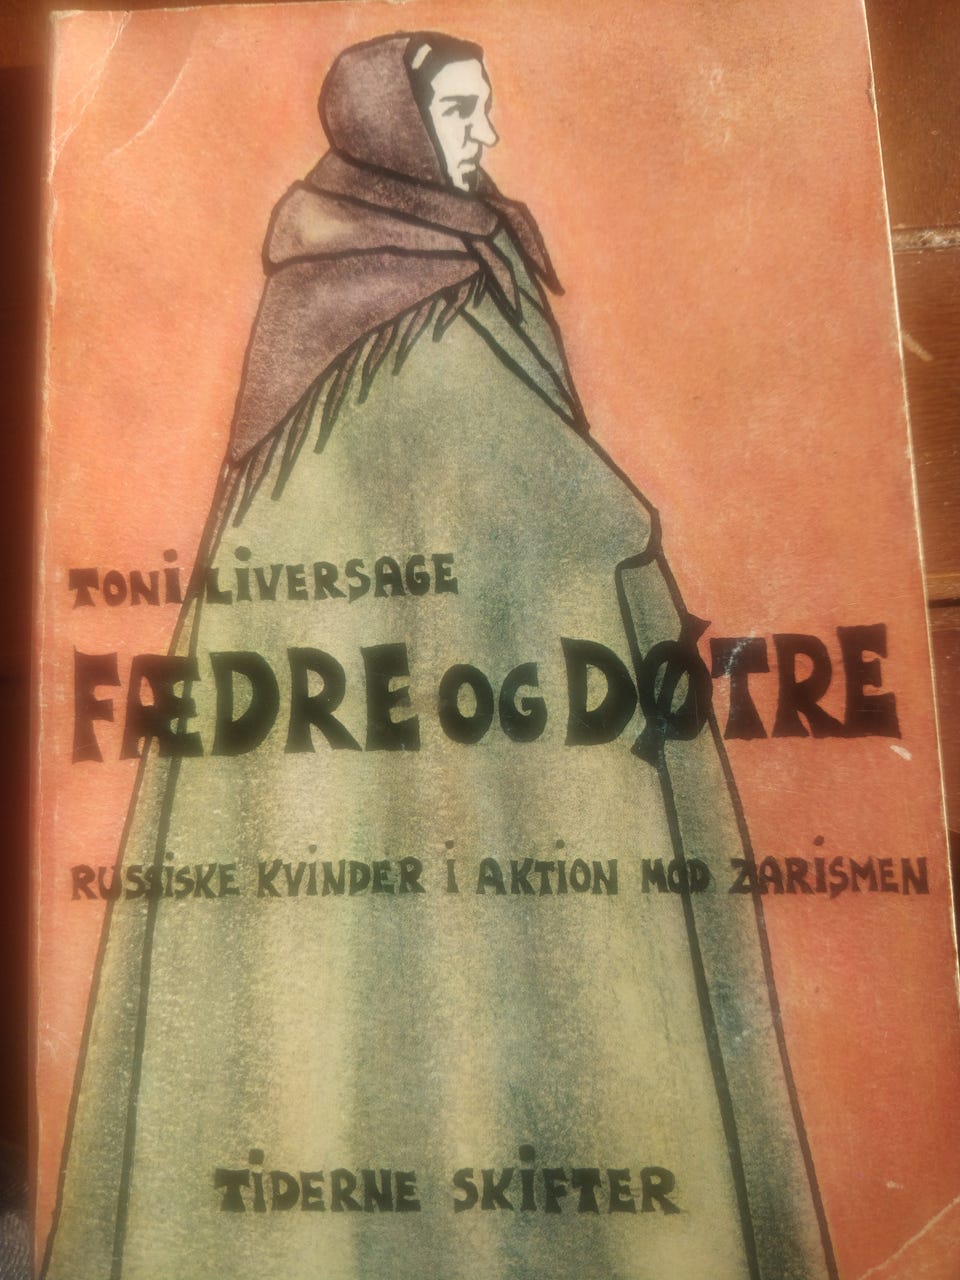 TONI LIVERSAGE
FÆDRE OG DØTRE
RUSSISKE KVINDER I AKTION MOD ZARISMEN
TIDERNE SKIFTER